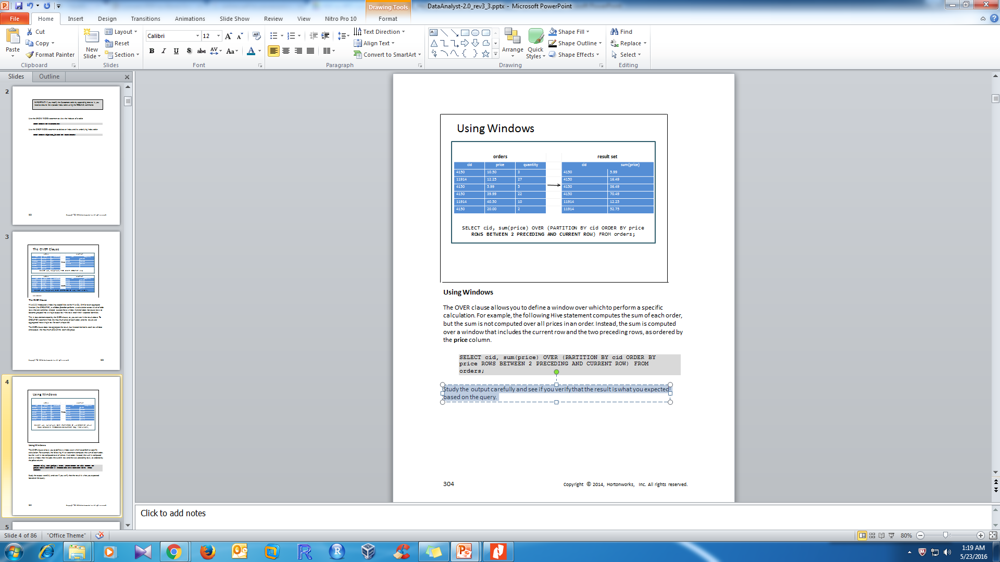 DataAnalyst-2.0_rev3_3.pptx - Microsoft PowerPoint
Drawing Tools
File Home Insert Design Transitions Animations Slide Show Review View Nitro Pro 10 Format
Paste
Cut
Copy
Format Painter
Clipboard
New Slide
Layout
Reset
Section
Slides
Calibri 12
B I U S abc AV Aa A
Font
Text Direction
Align Text
Convert to SmartArt
Paragraph
Arrange
Quick Styles
Shape Fill
Shape Outline
Shape Effects
Drawing
Find
Replace
Select
Editing
Slides Outline
2
3
The OVER Clause
The OVER Clause
4
Using Windows
Using Windows
5
Using Windows
orders result set
cid price quantity cid sum(price)
4150 10.50 3 4150 5.99
11914 12.25 27 4150 16.49
4150 5.99 5 4150 36.49
4150 39.99 22 4150 70.49
11914 40.50 10 11914 12.25
4150 20.00 2 11914 52.75
SELECT cid, sum(price) OVER (PARTITION BY cid ORDER BY price
ROWS BETWEEN 2 PRECEDING AND CURRENT ROW) FROM orders;
Using Windows
The OVER clause allows you to define a window over which to perform a specific
calculation. For example, the following Hive statement computes the sum of each order,
but the sum is not computed over all prices in an order. Instead, the sum is computed
over a window that includes the current row and the two preceding rows, as ordered by
the price column.
SELECT cid, sum(price) OVER (PARTITION BY cid ORDER BY
price ROWS BETWEEN 2 PRECEDING AND CURRENT ROW) FROM
orders;
Study the output carefully and see if you verify that the result is what you expected
based on the query.
304 Copyright © 2014, Hortonworks, Inc. All rights reserved.
Click to add notes
Slide 4 of 86 "Office Theme" 80%
1:19 AM
5/23/2016